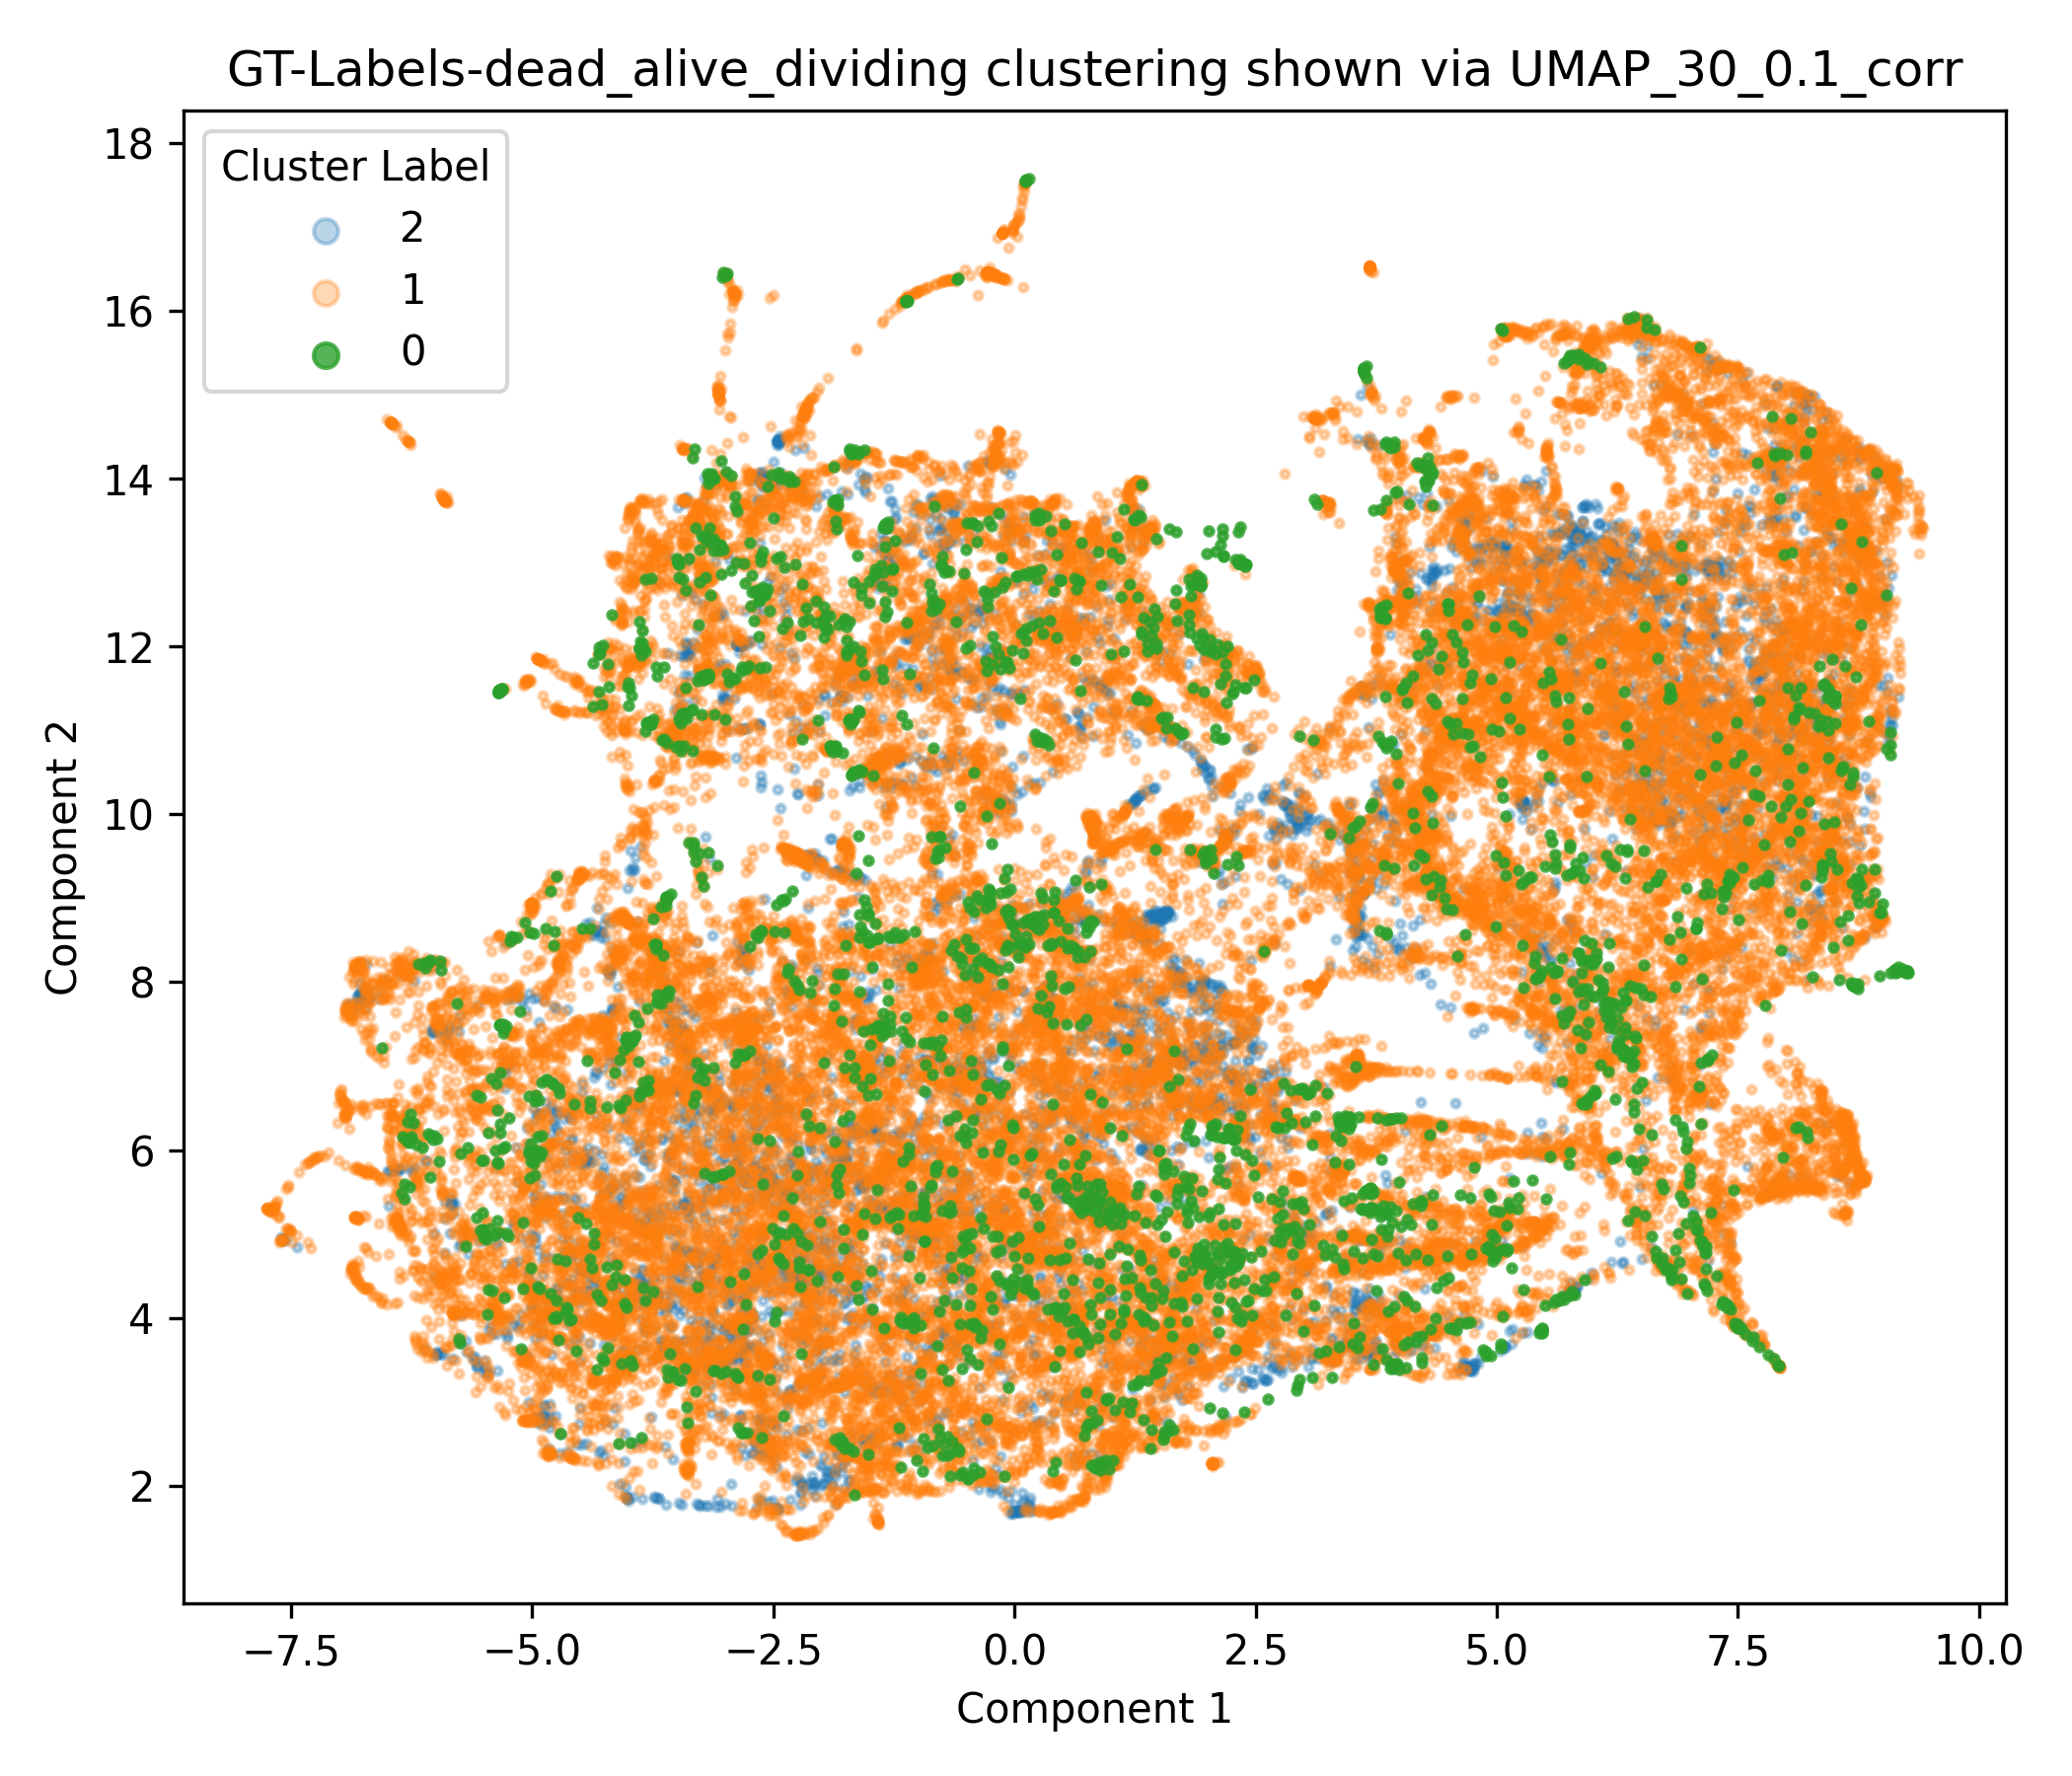 GT-Labels-dead_alive_dividing clustering shown via UMAP_30_0.1_corr
Cluster Label
2
1
0
18
16
14
12
10
8
6
4
2
Component 2
−7.5 −5.0 −2.5 0.0 2.5 5.0 7.5 10.0
Component 1